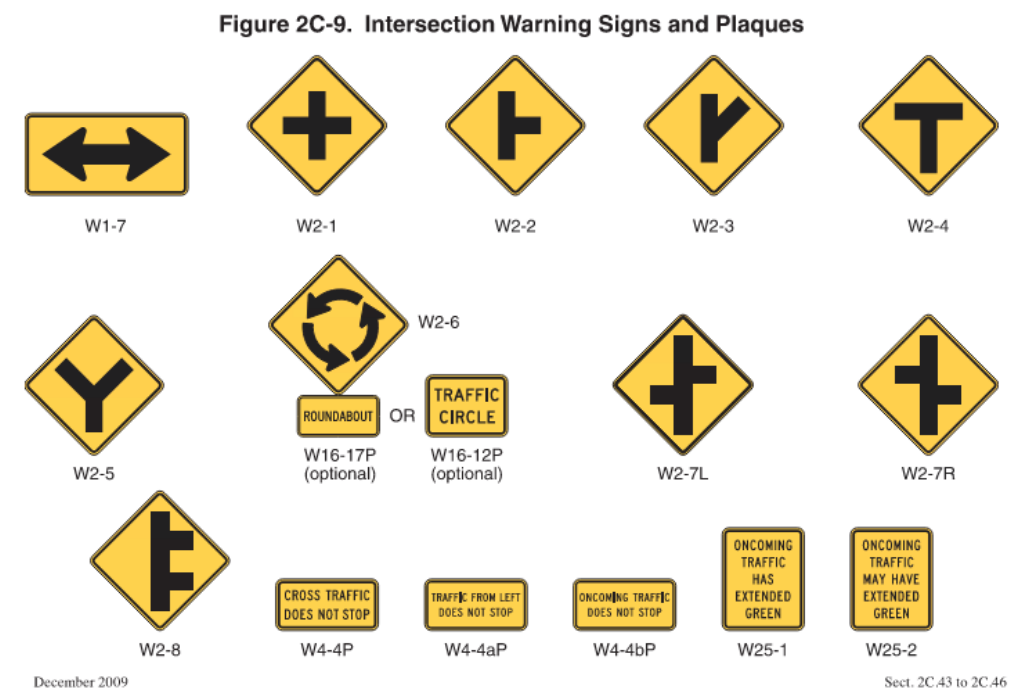 Figure 2C-9. Intersection Warning Signs and Plaques
W1-7
W2-1
W2-2
W2-3
W2-4
W2-5
W2-6
ROUNDABOUT
OR
TRAFFIC
CIRCLE
W16-17P
(optional)
W16-12P
(optional)
W2-7L
W2-7R
W2-8
CROSS TRAFFIC
DOES NOT STOP
W4-4P
TRAFFIC FROM LEFT
DOES NOT STOP
W4-4aP
ONCOMING TRAFFIC
DOES NOT STOP
W4-4bP
ONCOMING
TRAFFIC
HAS
EXTENDED
GREEN
W25-1
ONCOMING
TRAFFIC
MAY HAVE
EXTENDED
GREEN
W25-2
December 2009
Sect. 2C.43 to 2C.46